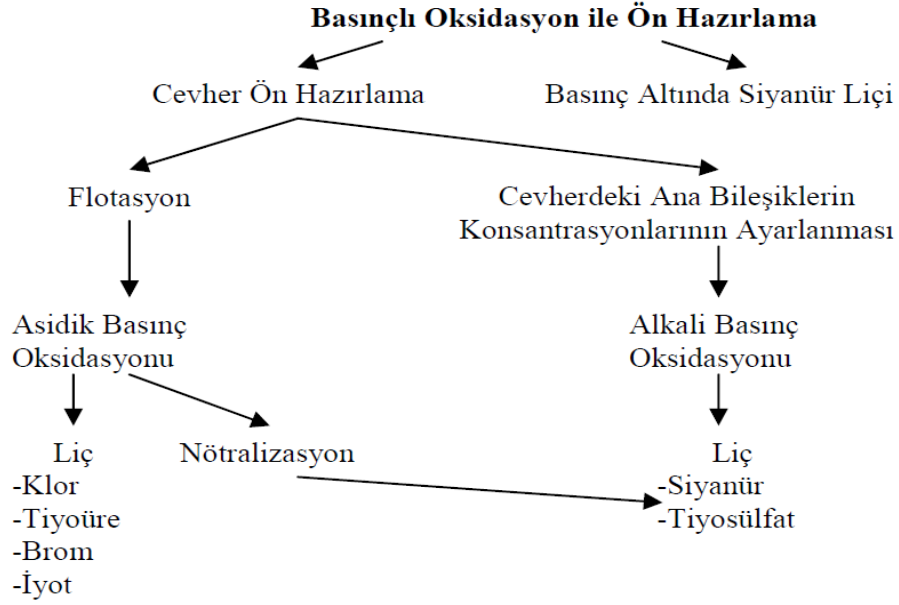 Basınçlı Oksidasyon ile Ön Hazırlama
Cevher Ön Hazırlama
Basınç Altında Siyanür Liçi
Flotasyon
Cevherdeki Ana Bileşiklerin
Konsantrasyonlarının Ayarlanması
Asidik Basınç
Oksidasyonu
Alkali Basınç
Oksidasyonu
Liç
-Klor
-Tiyoüre
-Brom
-İyot
Nötralizasyon
Liç
-Siyanür
-Tiyosülfat